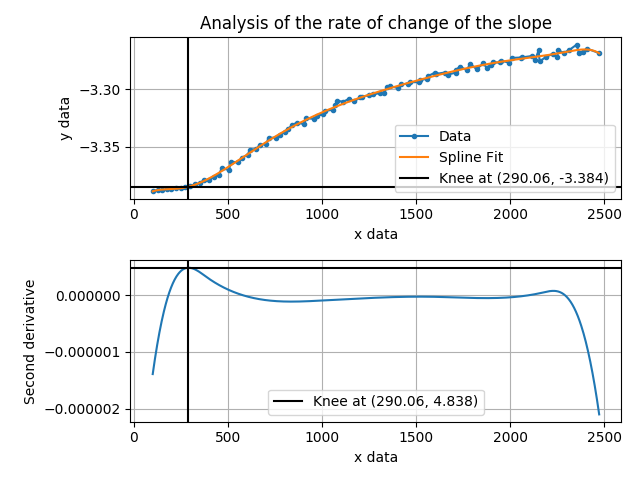 Analysis of the rate of change of the slope
y data
−3.30
−3.35
Data
Spline Fit
Knee at (290.06, -3.384)
0 500 1000 1500 2000 2500
x data
Second derivative
0.000000
−0.000001
−0.000002
Knee at (290.06, 4.838)
0 500 1000 1500 2000 2500
x data